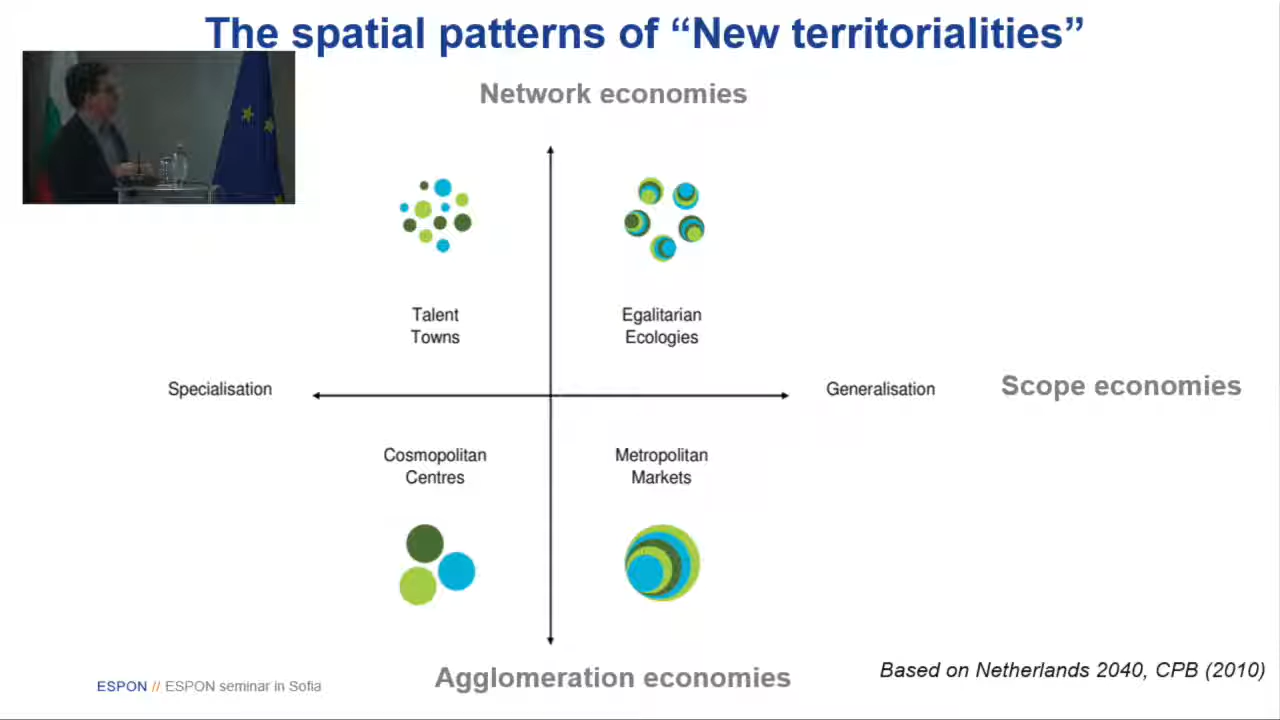 The spatial patterns of “New territorialities”
Network economies
Talent
Towns
Egalitarian
Ecologies
Specialisation
Generalisation
Scope economies
Cosmopolitan
Centres
Metropolitan
Markets
Agglomeration economies
Based on Netherlands 2040, CPB (2010)
ESPON // ESPON seminar in Sofia